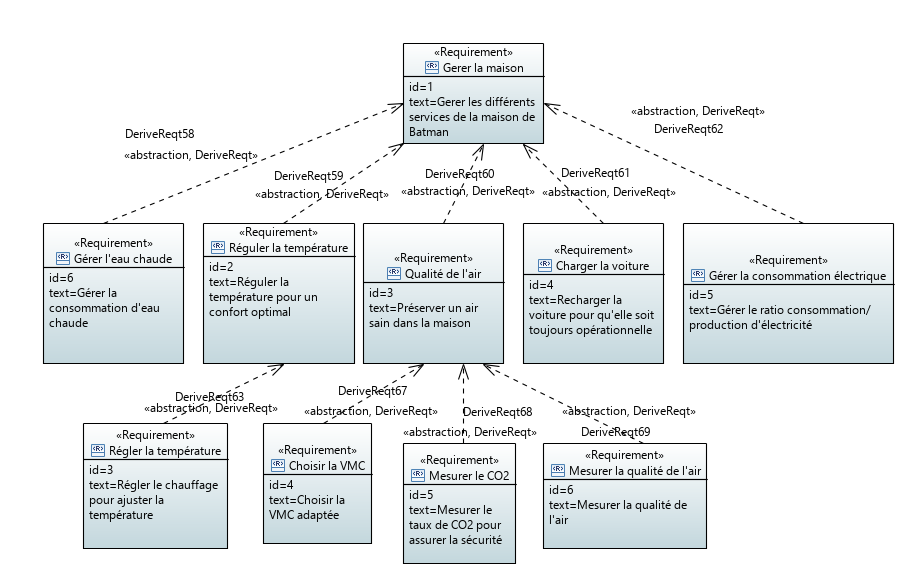 «Requirement»
Gerer la maison
id=1
text=Gerer les différents
services de la maison de
Batman
DeriveReqt58
«abstraction, DeriveReqt»
DeriveReqt59
«abstraction, DeriveReqt»
DeriveReqt60
«abstraction, DeriveReqt»
DeriveReqt61
«abstraction, DeriveReqt»
«abstraction, DeriveReqt»
DeriveReqt62
«Requirement»
Gérer l'eau chaude
id=6
text=Gérer la
consommation d'eau
chaude
«Requirement»
Réguler la température
id=2
text=Réguler la
température pour un
confort optimal
«Requirement»
Qualité de l'air
id=3
text=Préserver un air
sain dans la maison
«Requirement»
Charger la voiture
id=4
text=Recharger la
voiture pour qu'elle soit
toujours opérationnelle
«Requirement»
Gérer la consommation électrique
id=5
text=Gérer le ratio consommation/
production d'électricité
DeriveReqt63
«abstraction, DeriveReqt»
DeriveReqt67
«abstraction, DeriveReqt»
DeriveReqt68
«abstraction, DeriveReqt»
«abstraction, DeriveReqt»
DeriveReqt69
«Requirement»
Régler la température
id=3
text=Régler le chauffage
pour ajuster la
température
«Requirement»
Choisir la VMC
id=4
text=Choisir la
VMC adaptée
«Requirement»
Mesurer le CO2
id=5
text=Mesurer le
taux de CO2 pour
assurer la sécurité
«Requirement»
Mesurer la qualité de l'air
id=6
text=Mesurer la qualité de
l'air